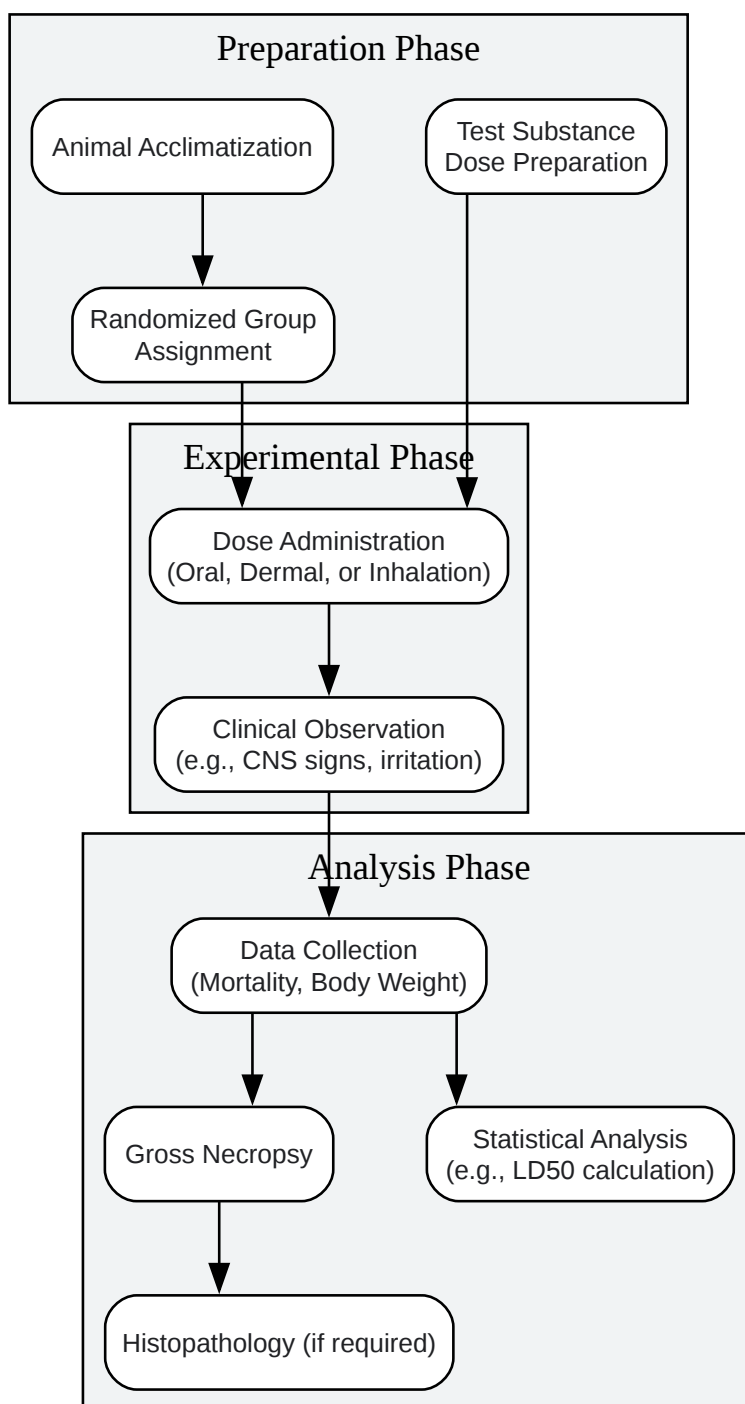 Preparation Phase
Animal Acclimatization
Test Substance
Dose Preparation
Randomized Group
Assignment
Experimental Phase
Dose Administration
(Oral, Dermal, or Inhalation)
Clinical Observation
(e.g., CNS signs, irritation)
Analysis Phase
Data Collection
(Mortality, Body Weight)
Gross Necropsy
Statistical Analysis
(e.g., LD50 calculation)
Histopathology (if required)